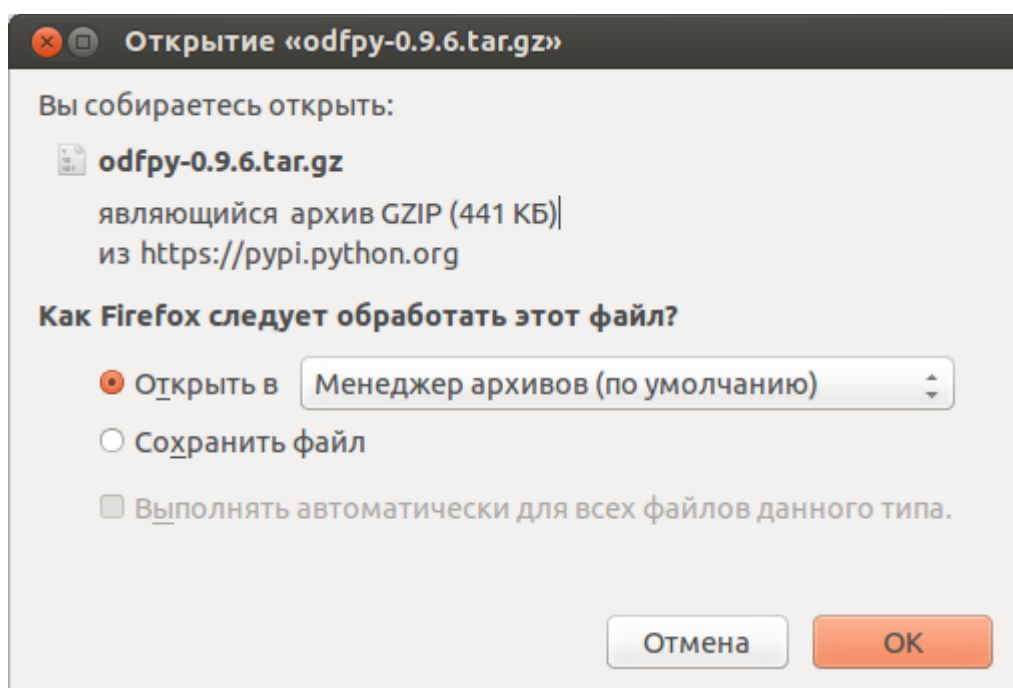 Открытие «odfpy-0.9.6.tar.gz»
Вы собираетесь открыть:
odfpy-0.9.6.tar.gz
являющийся архив GZIP (441 КБ)
из https://pypi.python.org
Как Firefox следует обработать этот файл?
Открыть в Менеджер архивов (по умолчанию)
Сохранить файл
Выполнять автоматически для всех файлов данного типа.
Отмена OK